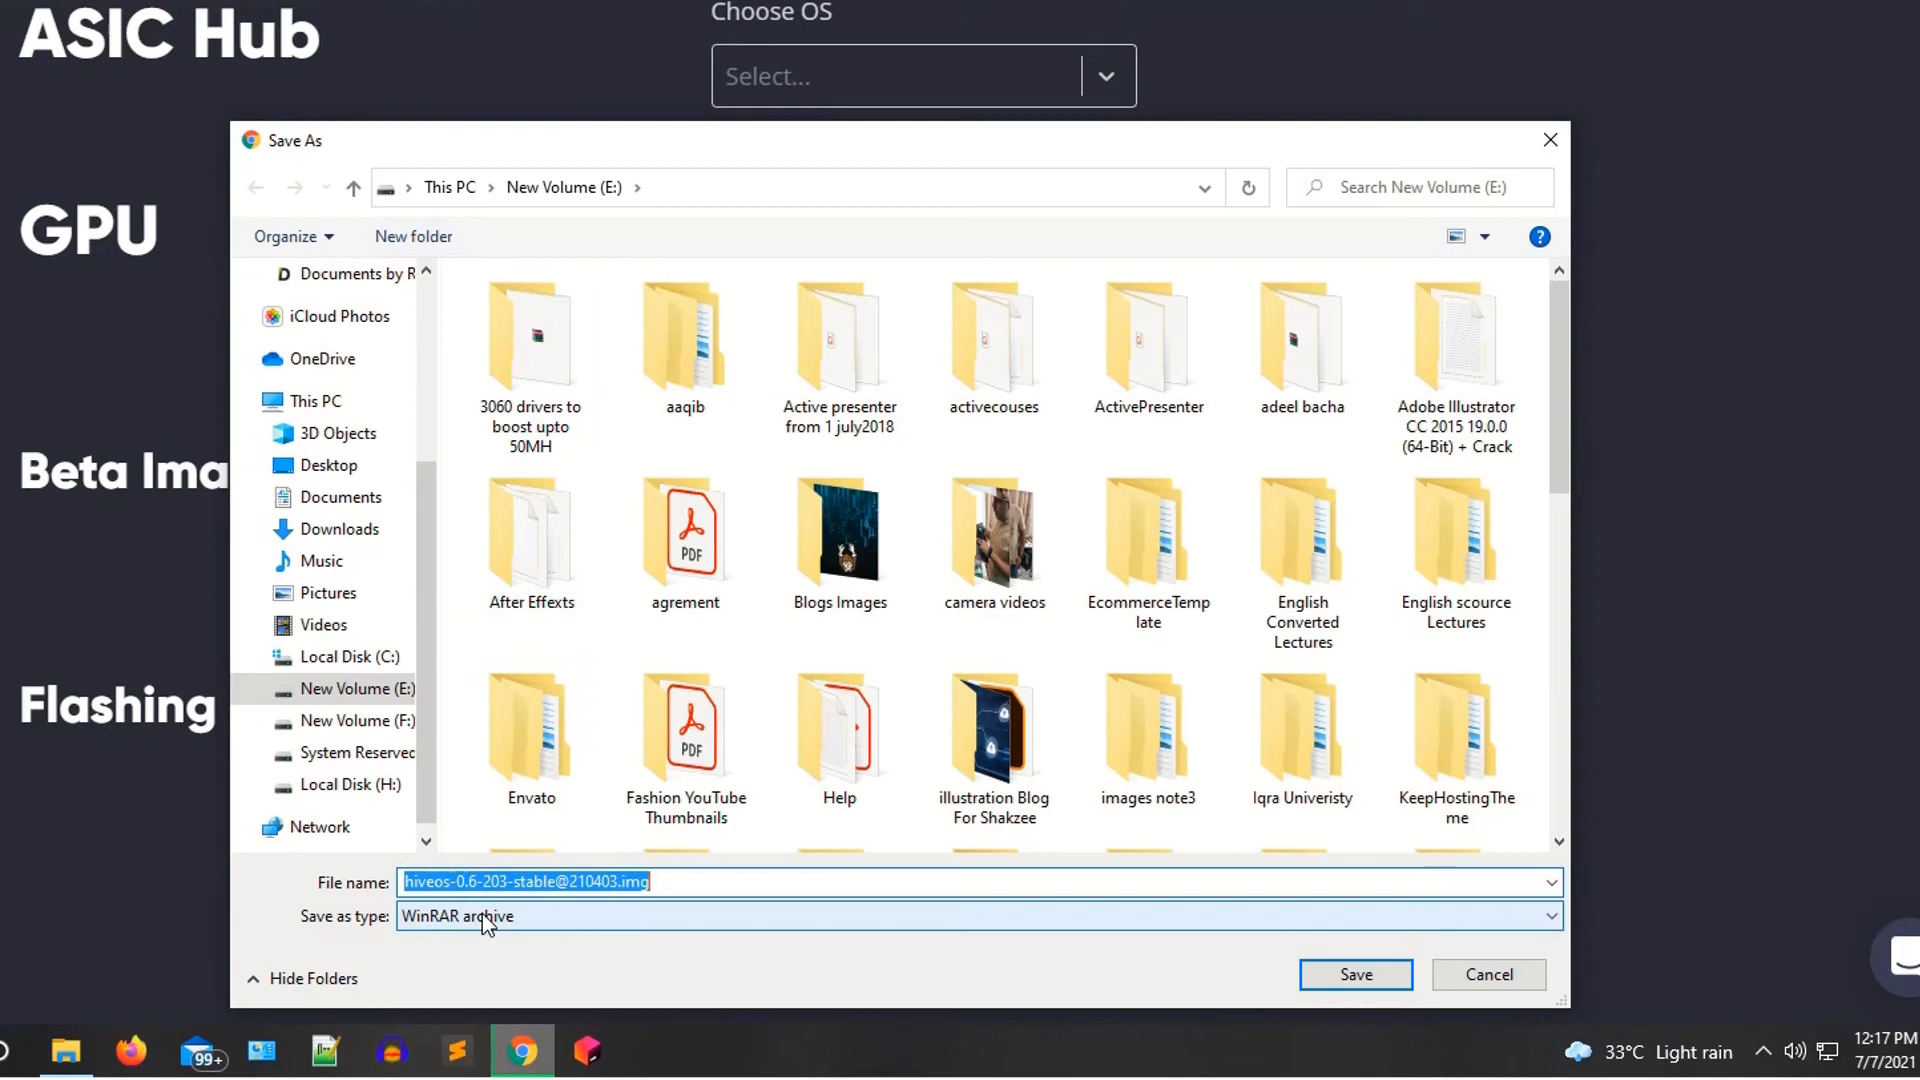 ASIC Hub
Choose OS
Select...
GPU
Beta Ima
Flashing
Save As
This PC > New Volume (E:) >
Search New Volume (E:)
Organize
New folder
Documents by R
iCloud Photos
OneDrive
This PC
3D Objects
Desktop
Documents
Downloads
Music
Pictures
Videos
Local Disk (C:)
New Volume (E:)
New Volume (F:)
System Reserved
Local Disk (H:)
Network
3060 drivers to
boost upto
50MH
aaqib
Active presenter
from 1 july2018
activecouses
ActivePresenter
adeel bacha
Adobe Illustrator
CC 2015 19.0.0
(64-Bit) + Crack
After Effexts
PDF
agrement
Blogs Images
camera videos
EcommerceTemp
late
English
Converted
Lectures
English scource
Lectures
Envato
PDF
Fashion YouTube
Thumbnails
Help
illustration Blog
For Shakzee
images note3
Iqra Univeristy
KeepHostingThe
me
File name: hiveos-0.6-203-stable@210403.img
Save as type: WinRAR archive
Hide Folders
Save
Cancel
99+
33°C Light rain
12:17 PM
7/7/2021